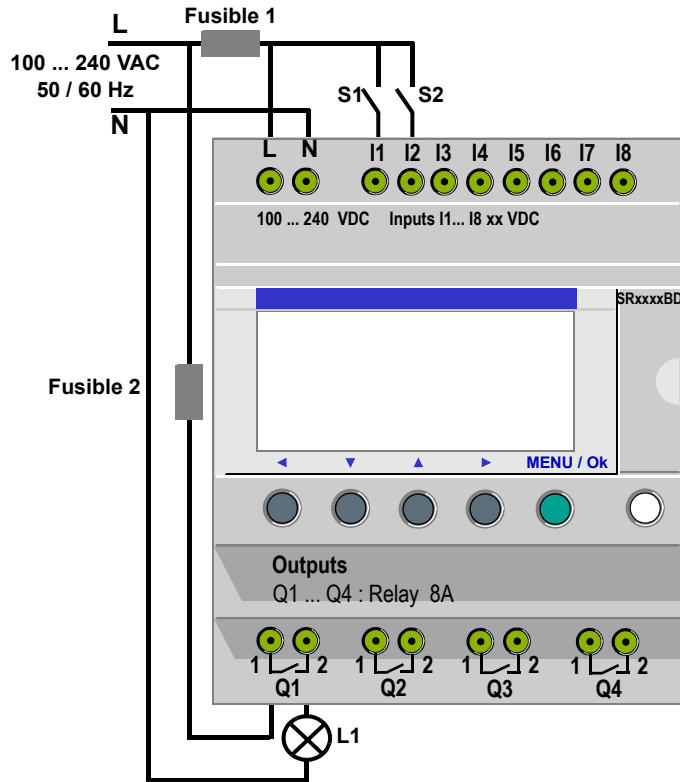 L
Fusible 1
100 ... 240 VAC
50 / 60 Hz
N
S1
S2
L N I1 I2 I3 I4 I5 I6 I7 I8
100 ... 240 VDC Inputs I1... I8 xx VDC
SRxxxxBD
Fusible 2
MENU / Ok
Outputs
Q1 ... Q4 : Relay 8A
1 2 1 2 1 2 1 2
Q1 Q2 Q3 Q4
L1